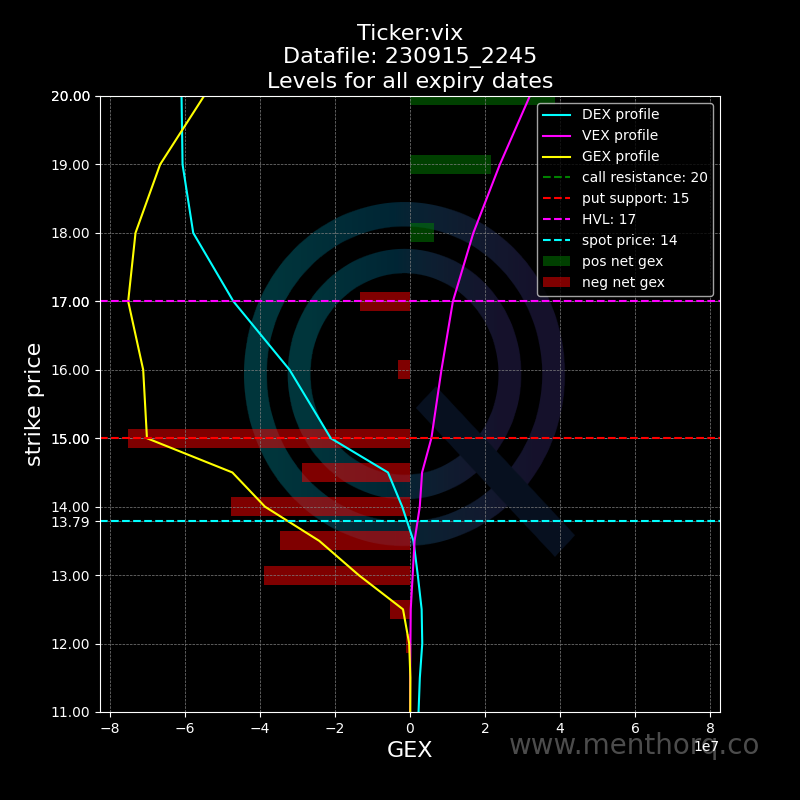 Ticker:vix
Datafile: 230915_2245
Levels for all expiry dates
20.00
19.00
18.00
17.00
16.00
15.00
14.00
13.79
13.00
12.00
11.00
strike price
DEX profile
VEX profile
GEX profile
call resistance: 20
put support: 15
HVL: 17
spot price: 14
pos net gex
neg net gex
−8 −6 −4 −2 0 2 4 6 8
1e7
GEX
www.menthorq.co